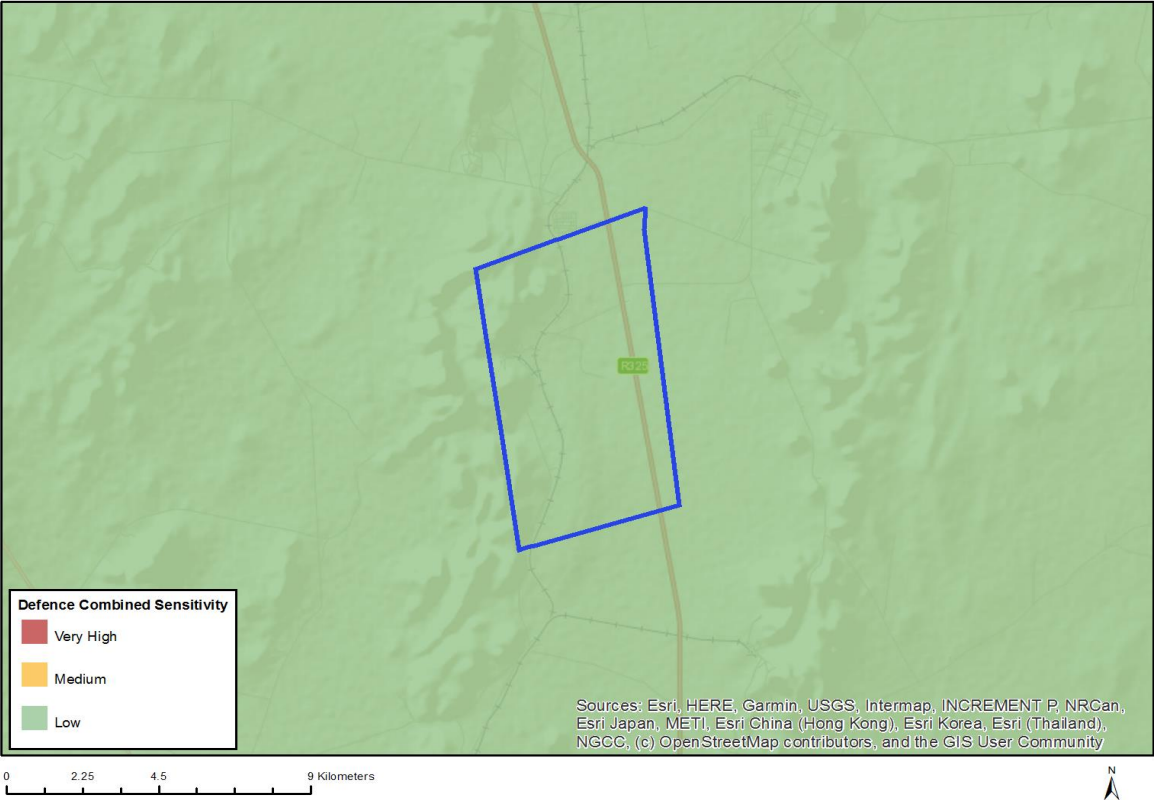 R325
Defence Combined Sensitivity
Very High
Medium
Low
Sources: Esri, HERE, Garmin, USGS, Intermap, INCREMENT P, NRCan,
Esri Japan, METI, Esri China (Hong Kong), Esri Korea, Esri (Thailand),
NGCC, (c) OpenStreetMap contributors, and the GIS User Community
0 2.25 4.5 9 Kilometers
N